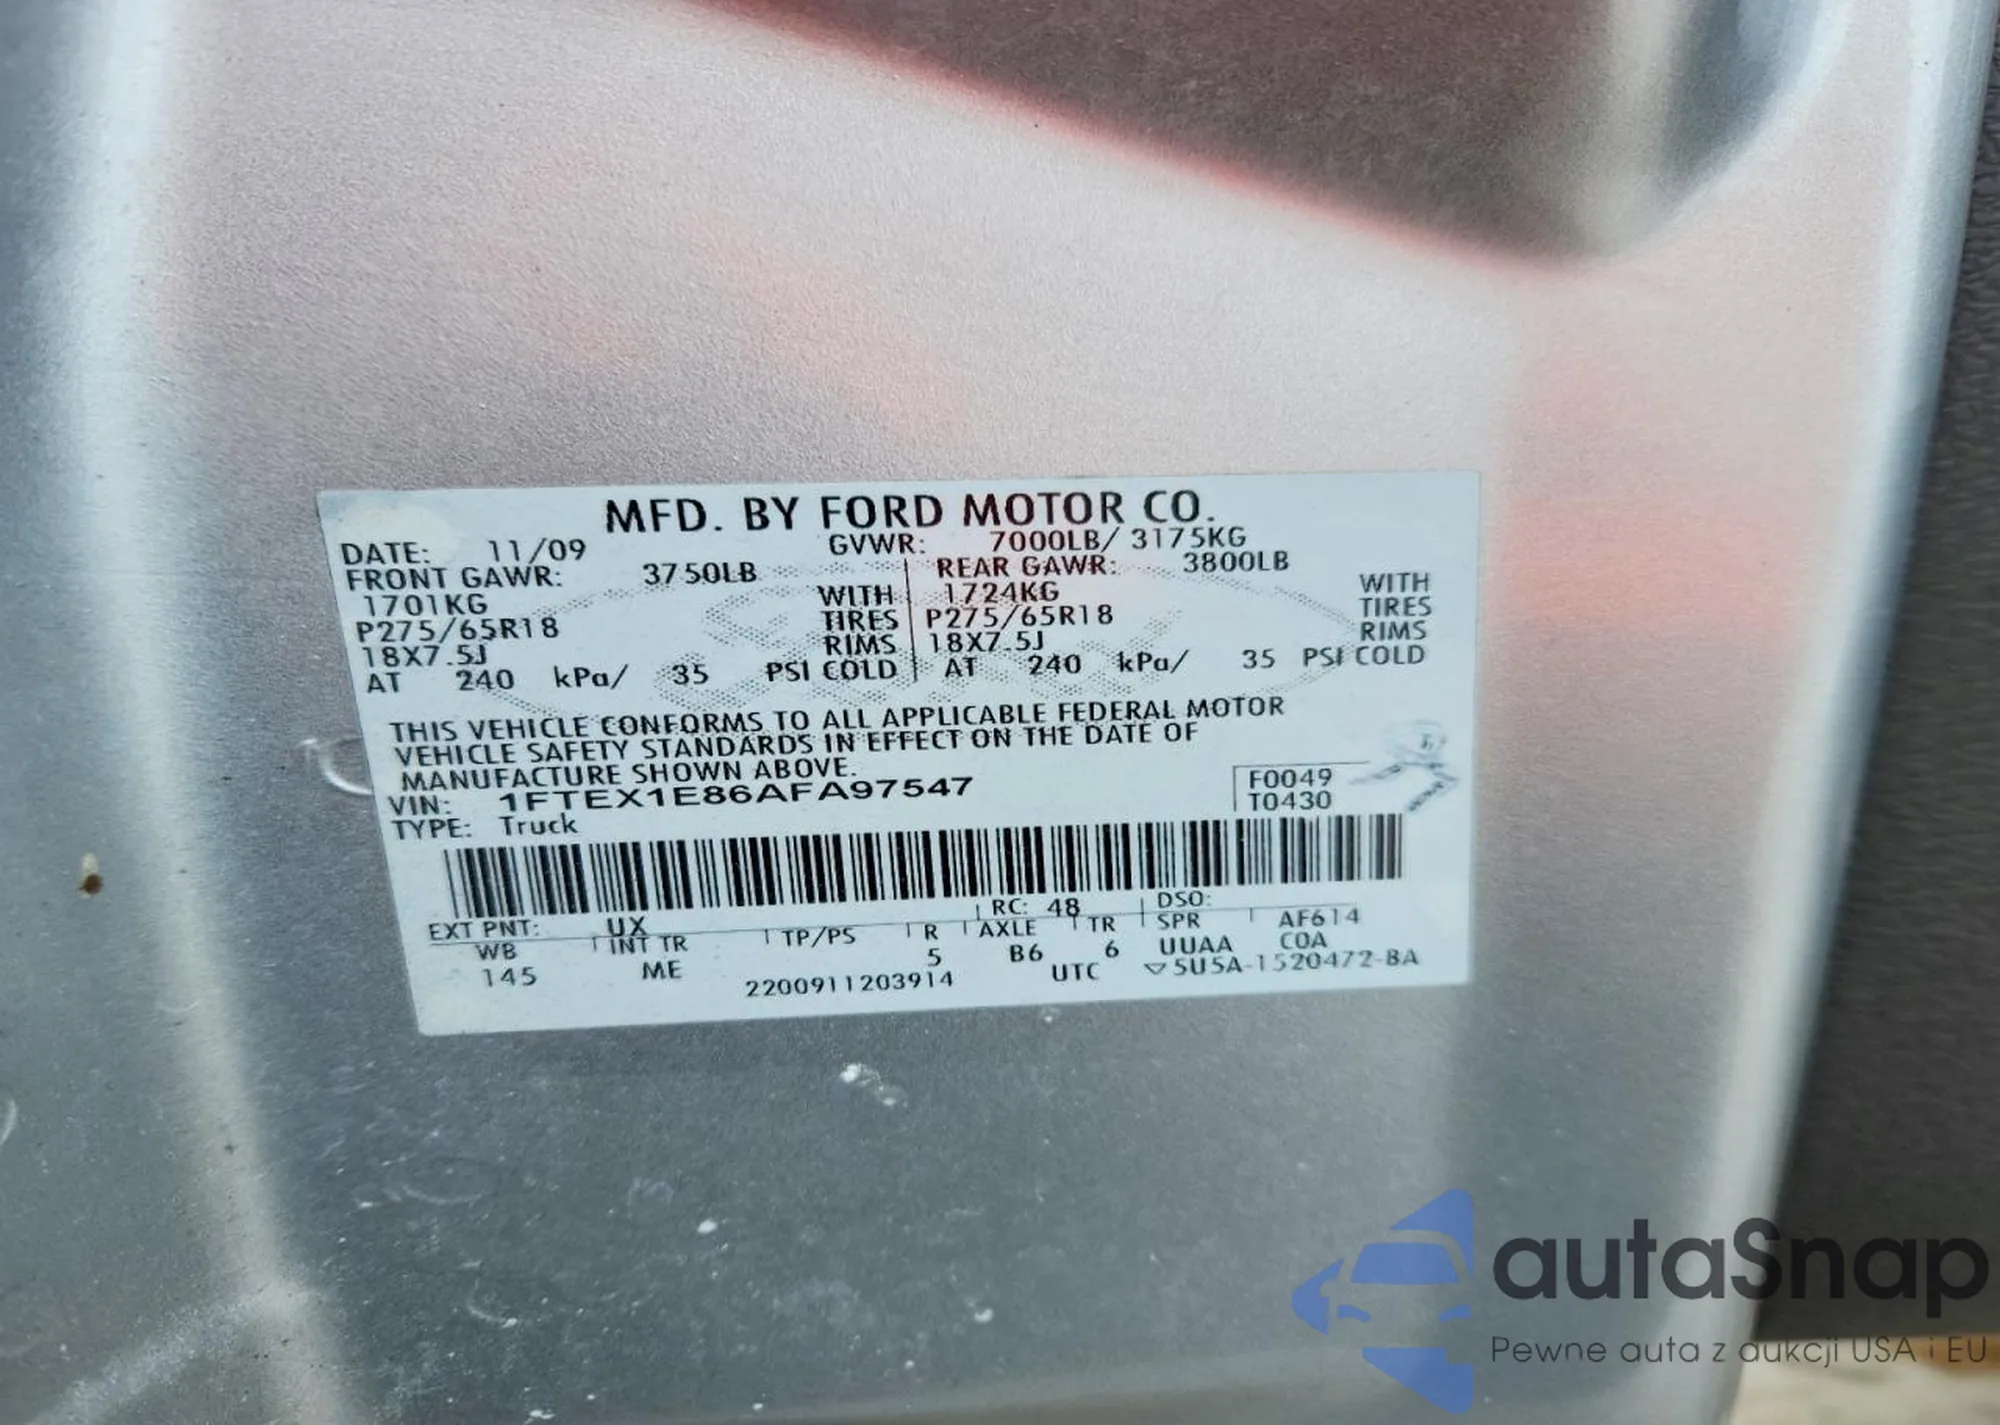 MFD. BY FORD MOTOR CO.
DATE: 11/09 GVWR: 7000LB/ 3175KG
FRONT GAWR: 3750LB REAR GAWR: 3800LB
1701KG WITH 1724KG WITH
P275/65R18 TIRES P275/65R18 TIRES
18X7.5J RIMS 18X7.5J RIMS
AT 240 kPa/ 35 PSI COLD AT 240 kPa/ 35 PSI COLD
THIS VEHICLE CONFORMS TO ALL APPLICABLE FEDERAL MOTOR
VEHICLE SAFETY STANDARDS IN EFFECT ON THE DATE OF
MANUFACTURE SHOWN ABOVE.
VIN: 1FTEX1E86AFA97547 F0049
TYPE: Truck T0430
EXT PNT: UX RC: 48 DSO:
WB INT TR TP/PS R AXLE TR SPR AF614
145 ME 5 B6 6 UUAA COA
2200911203914 UTC ▽5U5A-1520472-BA
autaSnap
Pewne auta z aukcji USA i EU